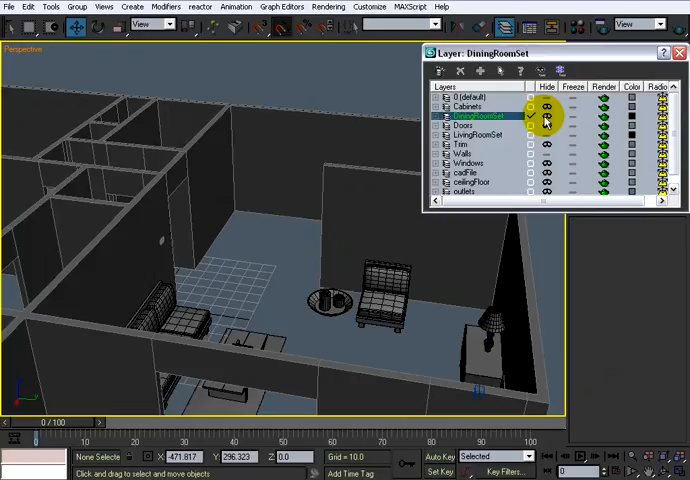 File Edit Tools Group Views Create Modifiers reactor Animation Graph Editors Rendering Customize MAXScript Help
View
View
Perspective
Layer: DiningRoomSet
Layers Hide Freeze Render Color Radio
0 (default)
Cabinets
DiningRoomSet
Doors
LivingRoomSet
Trim
Walls
Windows
cadFile
ceilingFloor
outlets
0 / 100
0 10 20 30 40 50 60 70 80 90 100
None Selecte X: -471.817 Y: 296.323 Z: 0.0 Grid = 10.0 Auto Key Selected
Click and drag to select and move objects Add Time Tag Set Key Key Filters... 0